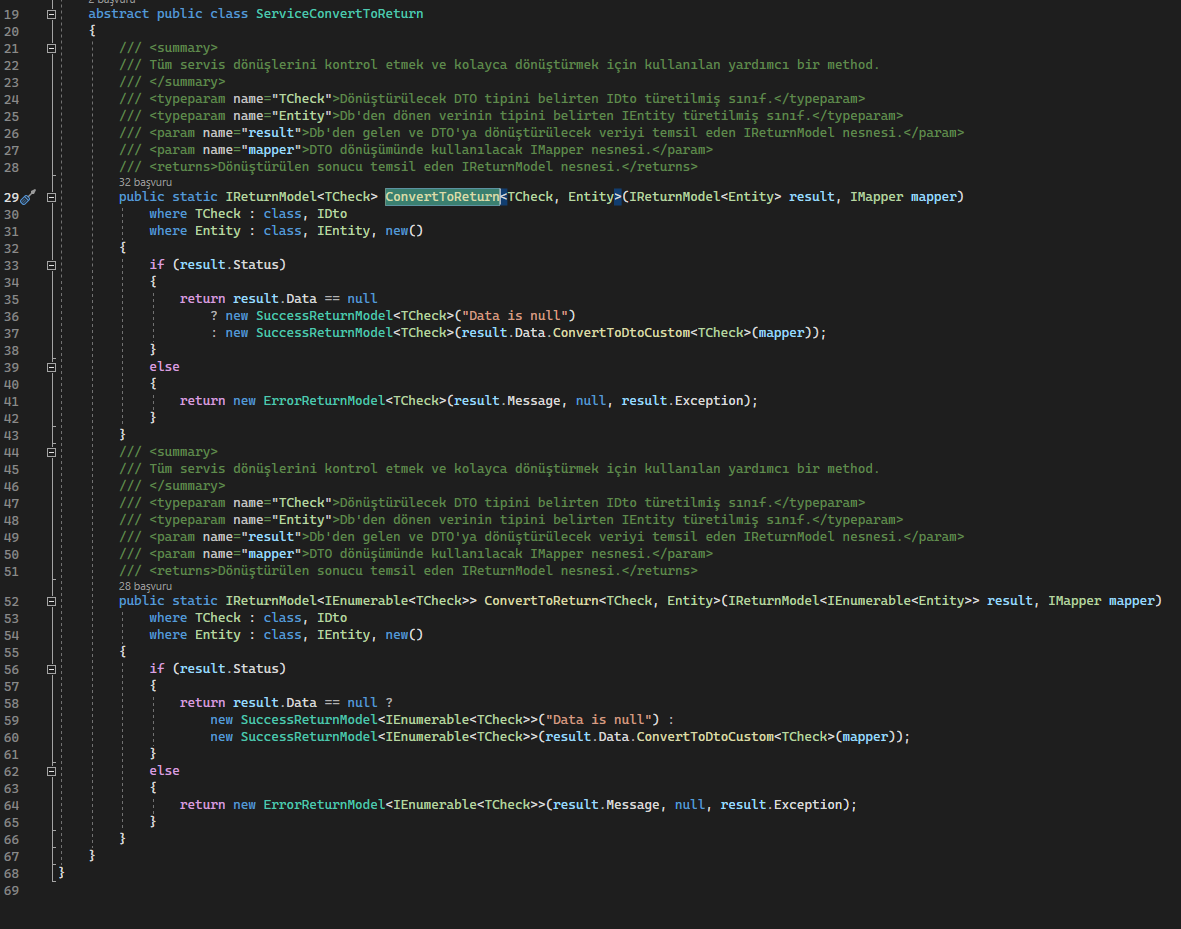 2 başvuru
19 abstract public class ServiceConvertToReturn
20 {
21 /// <summary>
22 /// Tüm servis dönüşlerini kontrol etmek ve kolayca dönüştürmek için kullanılan yardımcı bir method.
23 /// </summary>
24 /// <typeparam name="TCheck">Dönüştürülecek DTO tipini belirten IDto türetilmiş sınıf.</typeparam>
25 /// <typeparam name="Entity">Db'den dönen verinin tipini belirten IEntity türetilmiş sınıf.</typeparam>
26 /// <param name="result">Db'den gelen ve DTO'ya dönüştürülecek veriyi temsil eden IReturnModel nesnesi.</param>
27 /// <param name="mapper">DTO dönüşümünde kullanılacak IMapper nesnesi.</param>
28 /// <returns>Dönüştürülen sonucu temsil eden IReturnModel nesnesi.</returns>
32 başvuru
29 public static IReturnModel<TCheck> ConvertToReturn<TCheck, Entity>(IReturnModel<Entity> result, IMapper mapper)
30 where TCheck : class, IDto
31 where Entity : class, IEntity, new()
32 {
33 if (result.Status)
34 {
35 return result.Data == null
36 ? new SuccessReturnModel<TCheck>("Data is null")
37 : new SuccessReturnModel<TCheck>(result.Data.ConvertToDtoCustom<TCheck>(mapper));
38 }
39 else
40 {
41 return new ErrorReturnModel<TCheck>(result.Message, null, result.Exception);
42 }
43 }
44 /// <summary>
45 /// Tüm servis dönüşlerini kontrol etmek ve kolayca dönüştürmek için kullanılan yardımcı bir method.
46 /// </summary>
47 /// <typeparam name="TCheck">Dönüştürülecek DTO tipini belirten IDto türetilmiş sınıf.</typeparam>
48 /// <typeparam name="Entity">Db'den dönen verinin tipini belirten IEntity türetilmiş sınıf.</typeparam>
49 /// <param name="result">Db'den gelen ve DTO'ya dönüştürülecek veriyi temsil eden IReturnModel nesnesi.</param>
50 /// <param name="mapper">DTO dönüşümünde kullanılacak IMapper nesnesi.</param>
51 /// <returns>Dönüştürülen sonucu temsil eden IReturnModel nesnesi.</returns>
28 başvuru
52 public static IReturnModel<IEnumerable<TCheck>> ConvertToReturn<TCheck, Entity>(IReturnModel<IEnumerable<Entity>> result, IMapper mapper)
53 where TCheck : class, IDto
54 where Entity : class, IEntity, new()
55 {
56 if (result.Status)
57 {
58 return result.Data == null ?
59 new SuccessReturnModel<IEnumerable<TCheck>>("Data is null") :
60 new SuccessReturnModel<IEnumerable<TCheck>>(result.Data.ConvertToDtoCustom<TCheck>(mapper));
61 }
62 else
63 {
64 return new ErrorReturnModel<IEnumerable<TCheck>>(result.Message, null, result.Exception);
65 }
66 }
67 }
68 }
69